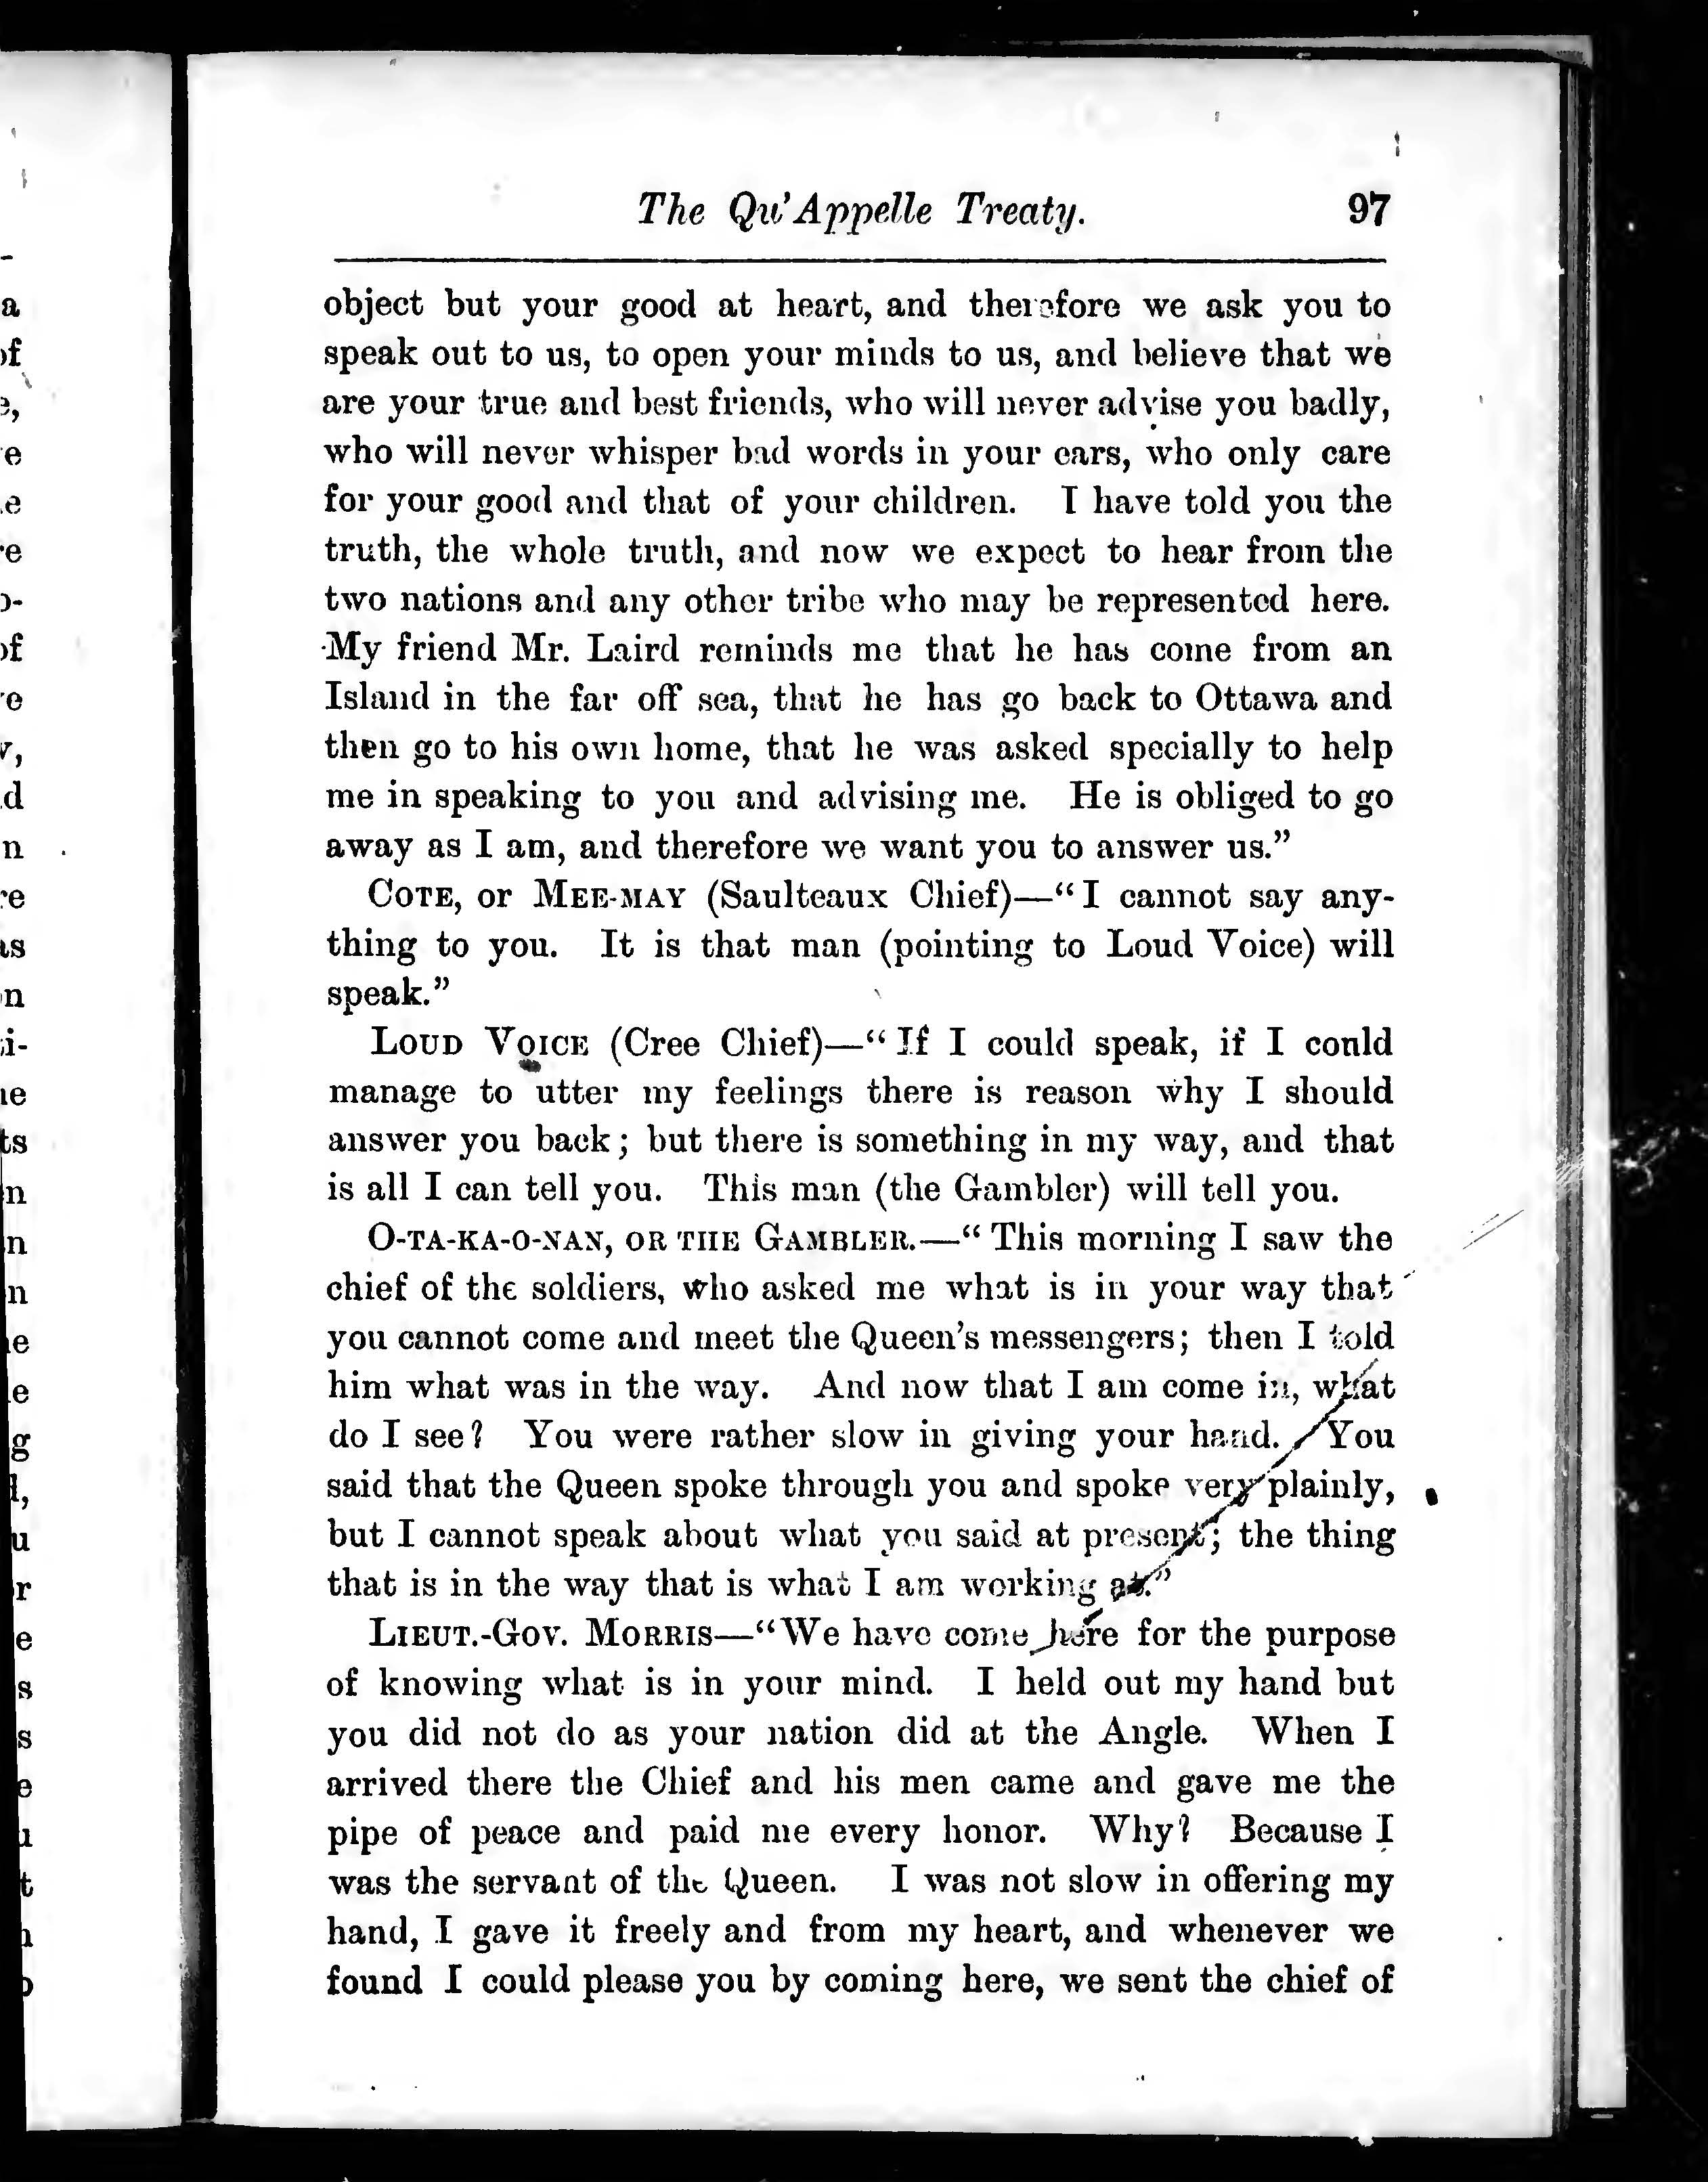 The Qu'Appelle Treaty. 97
object but your good at heart, and therefore we ask you to
speak out to us, to open your minds to us, and believe that we
are your true and best friends, who will never advise you badly,
who will never whisper bad words in your ears, who only care
for your good and that of your children. I have told you the
truth, the whole truth, and now we expect to hear from the
two nations and any other tribe who may be represented here.
My friend Mr. Laird reminds me that he has come from an
Island in the far off sea, that he has go back to Ottawa and
then go to his own home, that he was asked specially to help
me in speaking to you and advising me. He is obliged to go
away as I am, and therefore we want you to answer us."
COTE, or MEE-MAY (Saulteaux Chief)—"I cannot say any-
thing to you. It is that man (pointing to Loud Voice) will
speak."
LOUD VOICE (Cree Chief)—"If I could speak, if I could
manage to utter my feelings there is reason why I should
answer you back; but there is something in my way, and that
is all I can tell you. This man (the Gambler) will tell you.
O-TA-KA-O-NAN, OR THE GAMBLER.—"This morning I saw the
chief of the soldiers, who asked me what is in your way that
you cannot come and meet the Queen's messengers; then I told
him what was in the way. And now that I am come in, what
do I see? You were rather slow in giving your hand. You
said that the Queen spoke through you and spoke very plainly,
but I cannot speak about what you said at present; the thing
that is in the way that is what I am working at."
LIEUT.-GOV. MORRIS—"We have come here for the purpose
of knowing what is in your mind. I held out my hand but
you did not do as your nation did at the Angle. When I
arrived there the Chief and his men came and gave me the
pipe of peace and paid me every honor. Why? Because I
was the servant of the Queen. I was not slow in offering my
hand, I gave it freely and from my heart, and whenever we
found I could please you by coming here, we sent the chief of